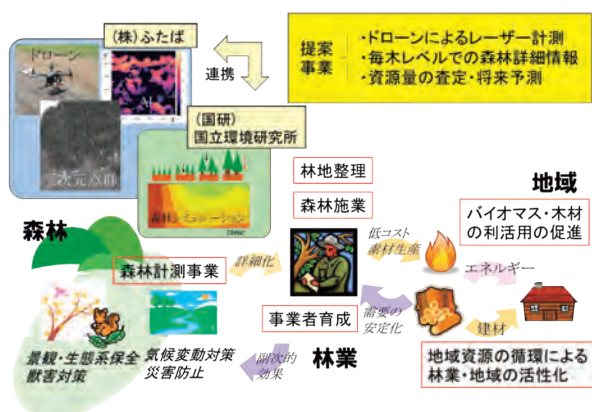 (株)ふたば
ドローン
AI
三次元点群
連携
(国研)
国立環境研究所
森林シミュレーション
提案
事業
・ドローンによるレーザー計測
・毎木レベルでの森林詳細情報
・資源量の査定・将来予測
林地整理
森林施業
地域
バイオマス・木材
の利活用の促進
森林
森林計測事業
詳細化
低コスト
素材生産
エネルギー
事業者育成
需要の
安定化
建材
景観・生態系保全
獣害対策
気候変動対策
災害防止
副次的
効果
林業
地域資源の循環による
林業・地域の活性化